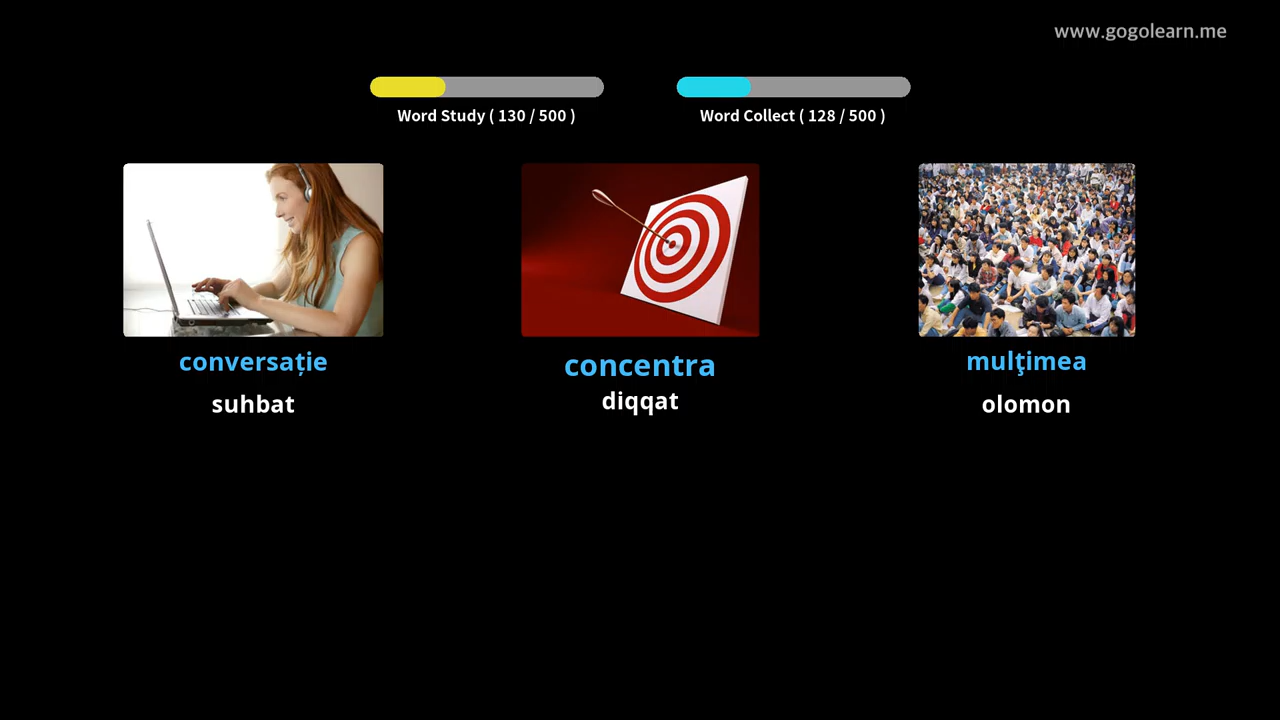 www.gogolearn.me
Word Study ( 130 / 500 )
Word Collect ( 128 / 500 )
conversație
concentra
mulţimea
suhbat
diqqat
olomon